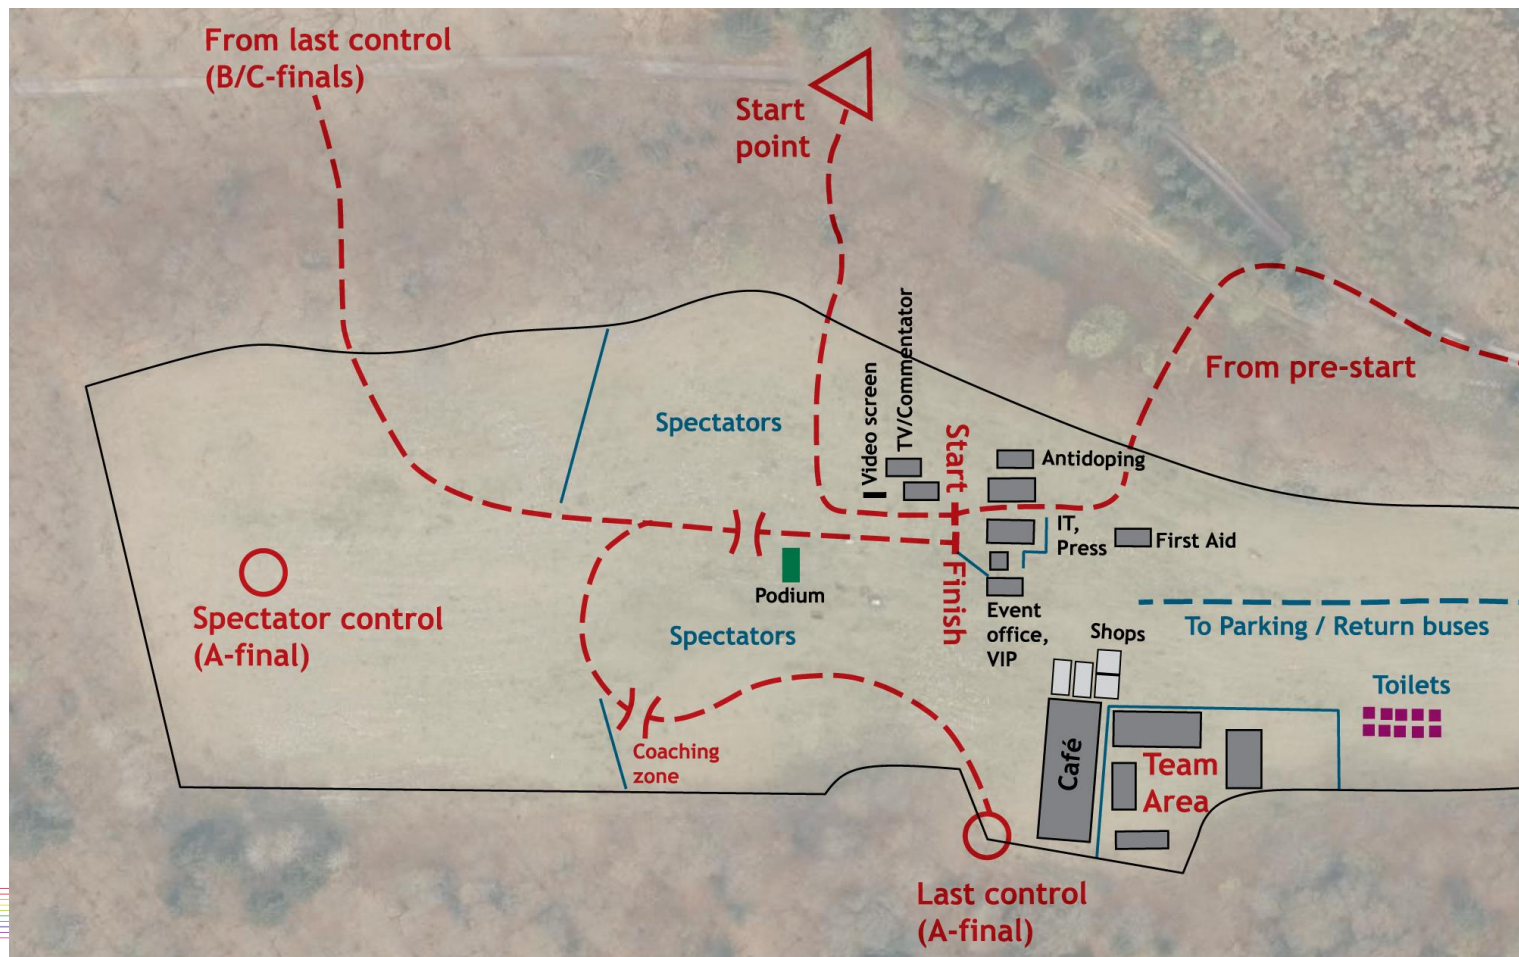 From last control
(B/C-finals)
Start
point
From pre-start
Spectators
Video screen
TV/Commentator
Start
Antidoping
IT,
Press
First Aid
Podium
Finish
Event
office,
VIP
Spectator control
(A-final)
Spectators
Shops
To Parking / Return buses
Toilets
Coaching
zone
Café
Team
Area
Last control
(A-final)